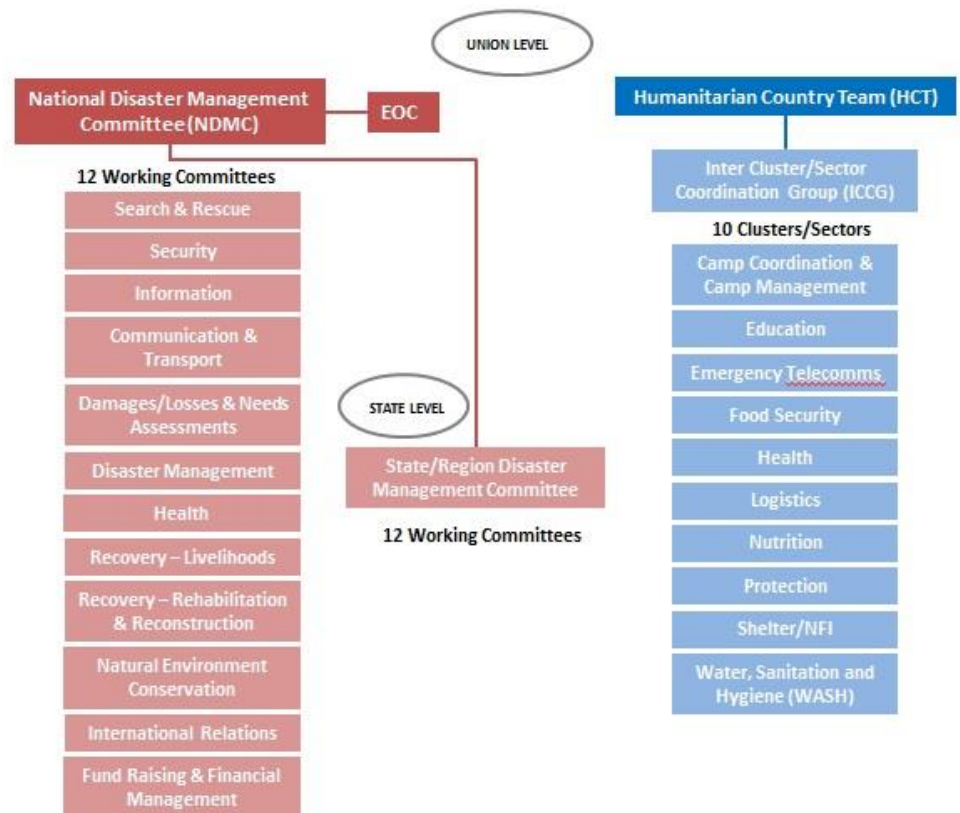 UNION LEVEL
National Disaster Management
Committee(NDMC)
EOC
12 Working Committees
Search & Rescue
Security
Information
Communication &
Transport
Damages/Losses & Needs
Assessments
Disaster Management
Health
Recovery – Livelihoods
Recovery – Rehabilitation
& Reconstruction
Natural Environment
Conservation
International Relations
Fund Raising & Financial
Management
STATE LEVEL
State/Region Disaster
Management Committee
12 Working Committees
Humanitarian Country Team (HCT)
Inter Cluster/Sector
Coordination Group (ICCG)
10 Clusters/Sectors
Camp Coordination &
Camp Management
Education
Emergency Telecomms
Food Security
Health
Logistics
Nutrition
Protection
Shelter/NFI
Water, Sanitation and
Hygiene (WASH)